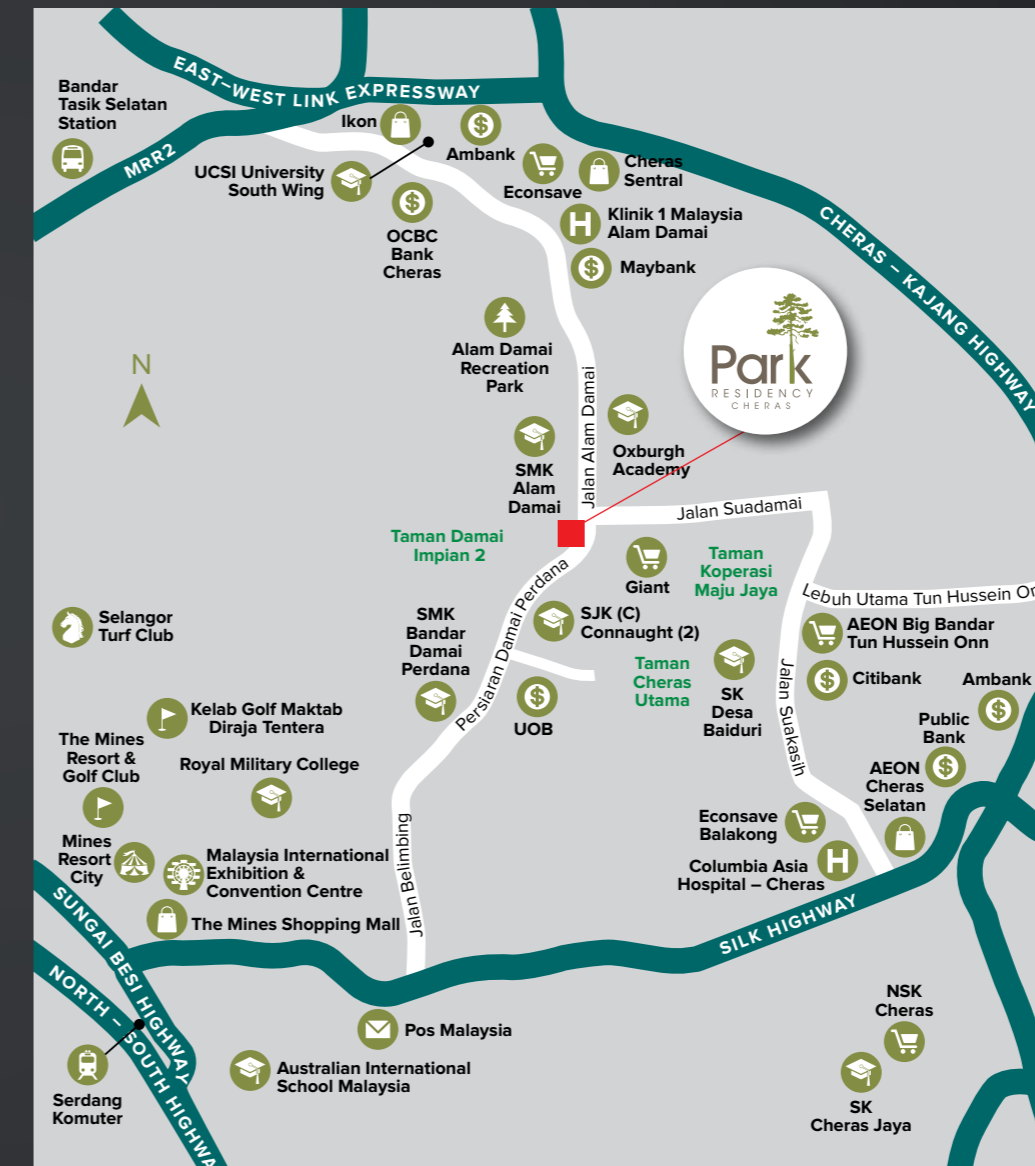 EAST–WEST LINK EXPRESSWAY
Bandar
Tasik Selatan
Station
MRR2
Ikon
Ambank
UCSI University
South Wing
OCBC
Bank
Cheras
Econsave
Cheras
Sentral
H
Klinik 1 Malaysia
Alam Damai
Maybank
CHERAS – KAJANG HIGHWAY
Park
RESIDENCY
CHERAS
N
Alam Damai
Recreation
Park
Jalan Alam Damai
SMK
Alam
Damai
Oxburgh
Academy
Jalan Suadamai
Taman Damai
Impian 2
Giant
Taman
Koperasi
Maju Jaya
Lebuh Utama Tun Hussein On
Selangor
Turf Club
SMK
Bandar
Damai
Perdana
Persiaran Damai Perdana
SJK (C)
Connaught (2)
AEON Big Bandar
Tun Hussein Onn
Taman
Cheras
Utama
SK
Desa
Baiduri
Jalan Suakasih
Citibank
Ambank
UOB
Kelab Golf Maktab
Diraja Tentera
Public
Bank
The Mines
Resort &
Golf Club
Royal Military College
AEON
Cheras
Selatan
Econsave
Balakong
Mines
Resort
City
Malaysia International
Exhibition &
Convention Centre
Jalan Belimbing
Columbia Asia
Hospital – Cheras
H
The Mines Shopping Mall
SUNGAI BESI HIGHWAY
SILK HIGHWAY
NORTH – SOUTH HIGHWA
Pos Malaysia
NSK
Cheras
Australian International
School Malaysia
Serdang
Komuter
SK
Cheras Jaya